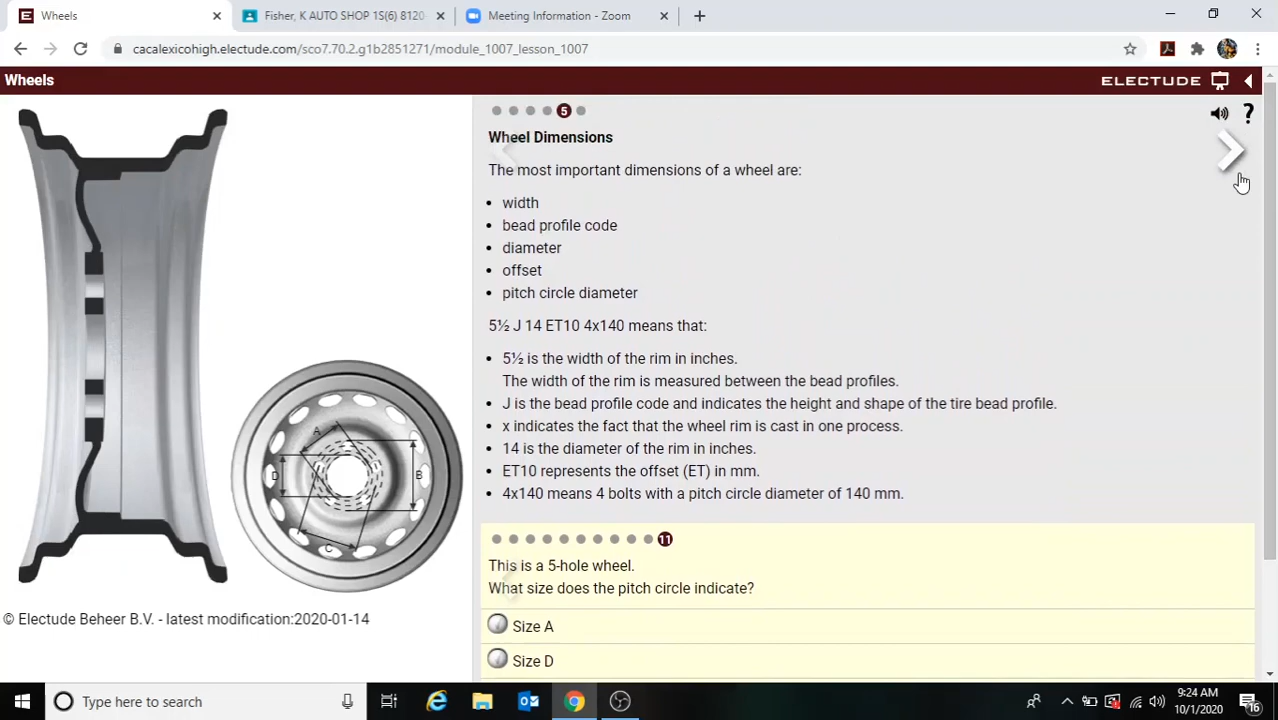 Wheels
Fisher, K AUTO SHOP 1S(6) 8120-
Meeting Information - Zoom
cacalexicohigh.electude.com/sco7.70.2.g1b2851271/module_1007_lesson_1007
Wheels
ELECTUDE
5
?
Wheel Dimensions
The most important dimensions of a wheel are:
• width
• bead profile code
• diameter
• offset
• pitch circle diameter
5½ J 14 ET10 4x140 means that:
• 5½ is the width of the rim in inches.
The width of the rim is measured between the bead profiles.
• J is the bead profile code and indicates the height and shape of the tire bead profile.
• x indicates the fact that the wheel rim is cast in one process.
• 14 is the diameter of the rim in inches.
• ET10 represents the offset (ET) in mm.
• 4x140 means 4 bolts with a pitch circle diameter of 140 mm.
A
D
B
C
11
This is a 5-hole wheel.
What size does the pitch circle indicate?
Size A
Size D
© Electude Beheer B.V. - latest modification:2020-01-14
Type here to search
9:24 AM
10/1/2020
16